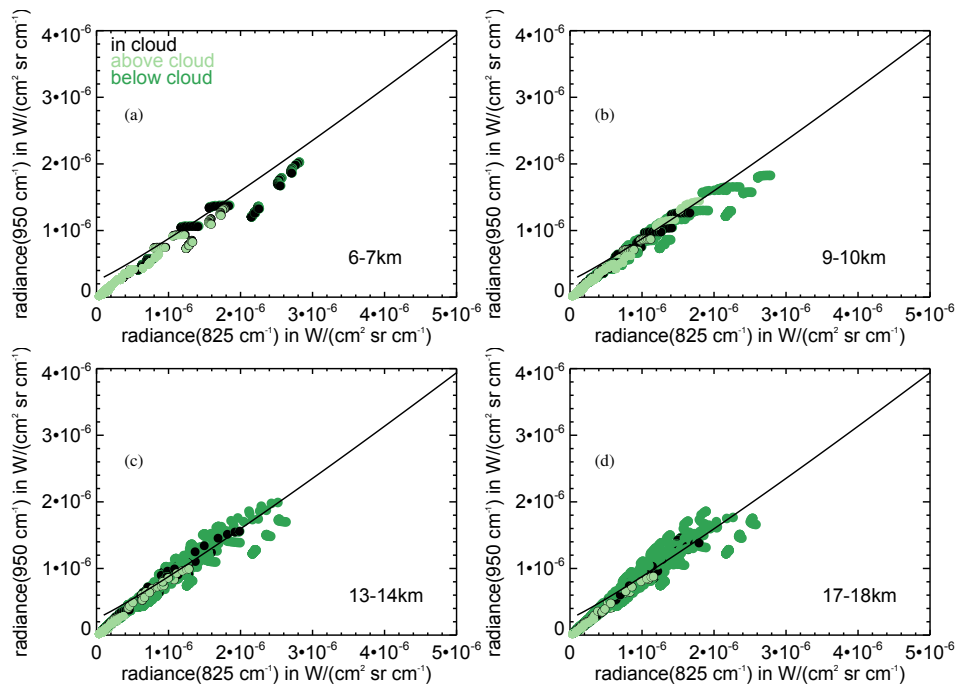 4•10⁻⁶
3•10⁻⁶
2•10⁻⁶
1•10⁻⁶
0
radiance(950 cm⁻¹) in W/(cm² sr cm⁻¹)
in cloud
above cloud
below cloud
(a)
6-7km
0 1•10⁻⁶ 2•10⁻⁶ 3•10⁻⁶ 4•10⁻⁶ 5•10⁻⁶
radiance(825 cm⁻¹) in W/(cm² sr cm⁻¹)
4•10⁻⁶
3•10⁻⁶
2•10⁻⁶
1•10⁻⁶
0
radiance(950 cm⁻¹) in W/(cm² sr cm⁻¹)
(b)
9-10km
0 1•10⁻⁶ 2•10⁻⁶ 3•10⁻⁶ 4•10⁻⁶ 5•10⁻⁶
radiance(825 cm⁻¹) in W/(cm² sr cm⁻¹)
4•10⁻⁶
3•10⁻⁶
2•10⁻⁶
1•10⁻⁶
0
radiance(950 cm⁻¹) in W/(cm² sr cm⁻¹)
(c)
13-14km
0 1•10⁻⁶ 2•10⁻⁶ 3•10⁻⁶ 4•10⁻⁶ 5•10⁻⁶
radiance(825 cm⁻¹) in W/(cm² sr cm⁻¹)
4•10⁻⁶
3•10⁻⁶
2•10⁻⁶
1•10⁻⁶
0
radiance(950 cm⁻¹) in W/(cm² sr cm⁻¹)
(d)
17-18km
0 1•10⁻⁶ 2•10⁻⁶ 3•10⁻⁶ 4•10⁻⁶ 5•10⁻⁶
radiance(825 cm⁻¹) in W/(cm² sr cm⁻¹)